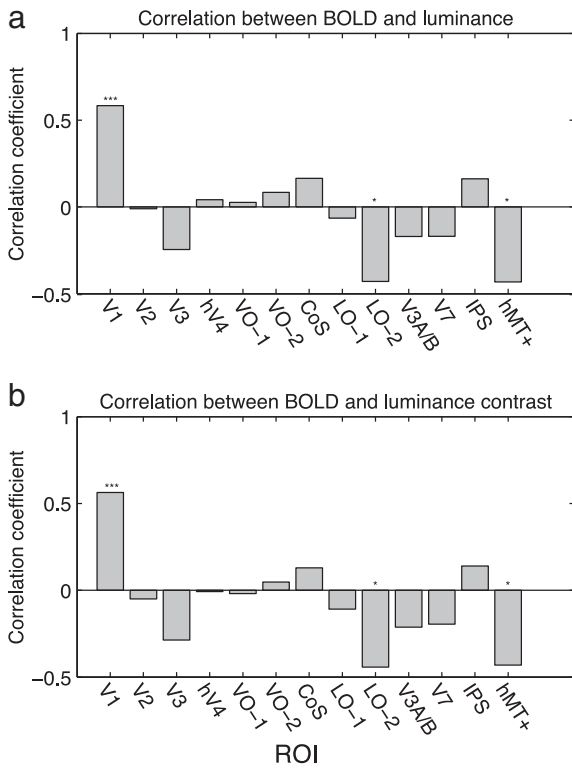 a
Correlation between BOLD and luminance
Correlation coefficient
1
0.5
0
−0.5
***
*
*
V1
V2
V3
hV4
VO−1
VO−2
CoS
LO−1
LO−2
V3A/B
V7
IPS
hMT+
b
Correlation between BOLD and luminance contrast
Correlation coefficient
1
0.5
0
−0.5
***
*
*
V1
V2
V3
hV4
VO−1
VO−2
CoS
LO−1
LO−2
V3A/B
V7
IPS
hMT+
ROI